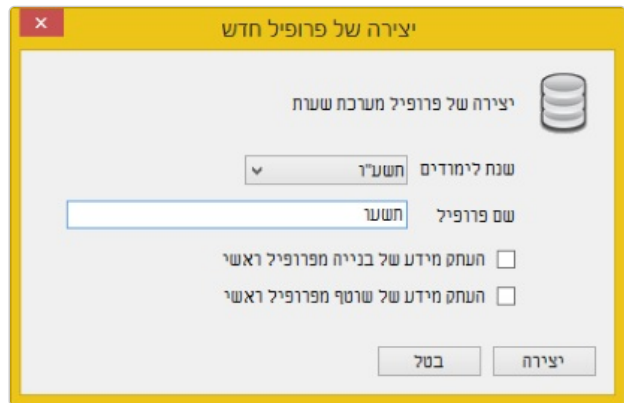 יצירה של פרופיל חדש
יצירה של פרופיל מערכת שעות
שנת לימודים תשע"ו
שם פרופיל תשעו
העתק מידע של בנייה מפרופיל ראשי
העתק מידע של שוטף מפרופיל ראשי
יצירה בטל